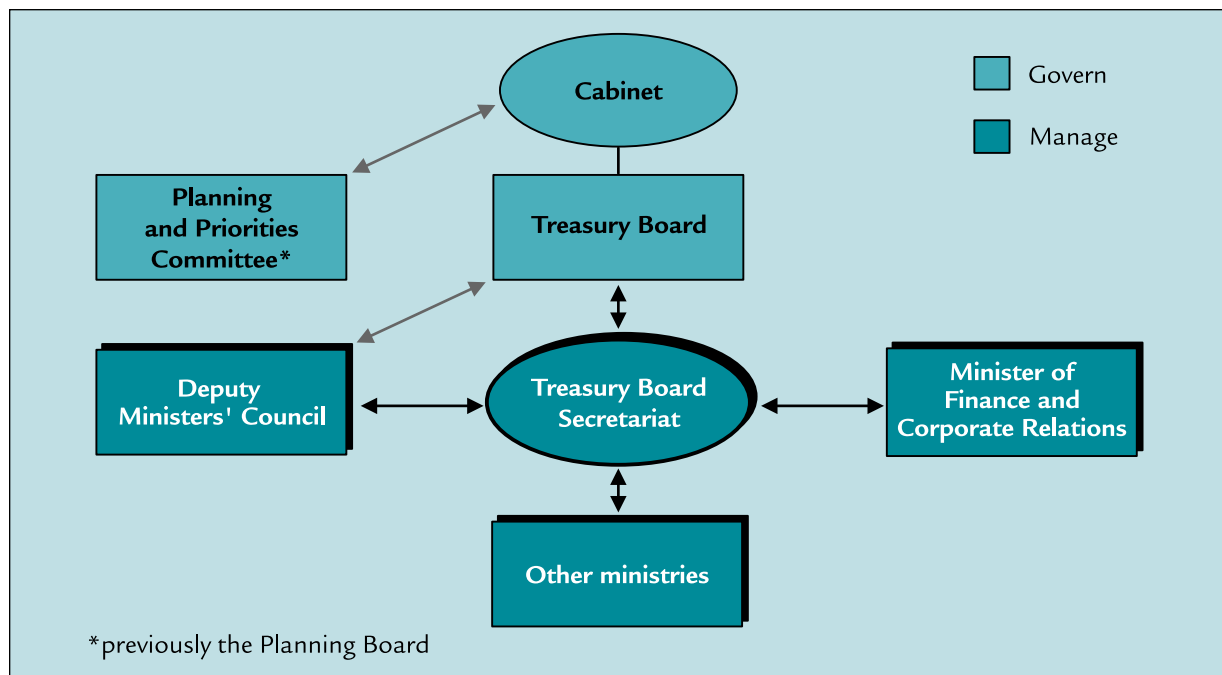 Cabinet
Govern
Manage
Planning
and Priorities
Committee*
Treasury Board
Deputy
Ministers' Council
Treasury Board
Secretariat
Minister of
Finance and
Corporate Relations
Other ministries
*previously the Planning Board